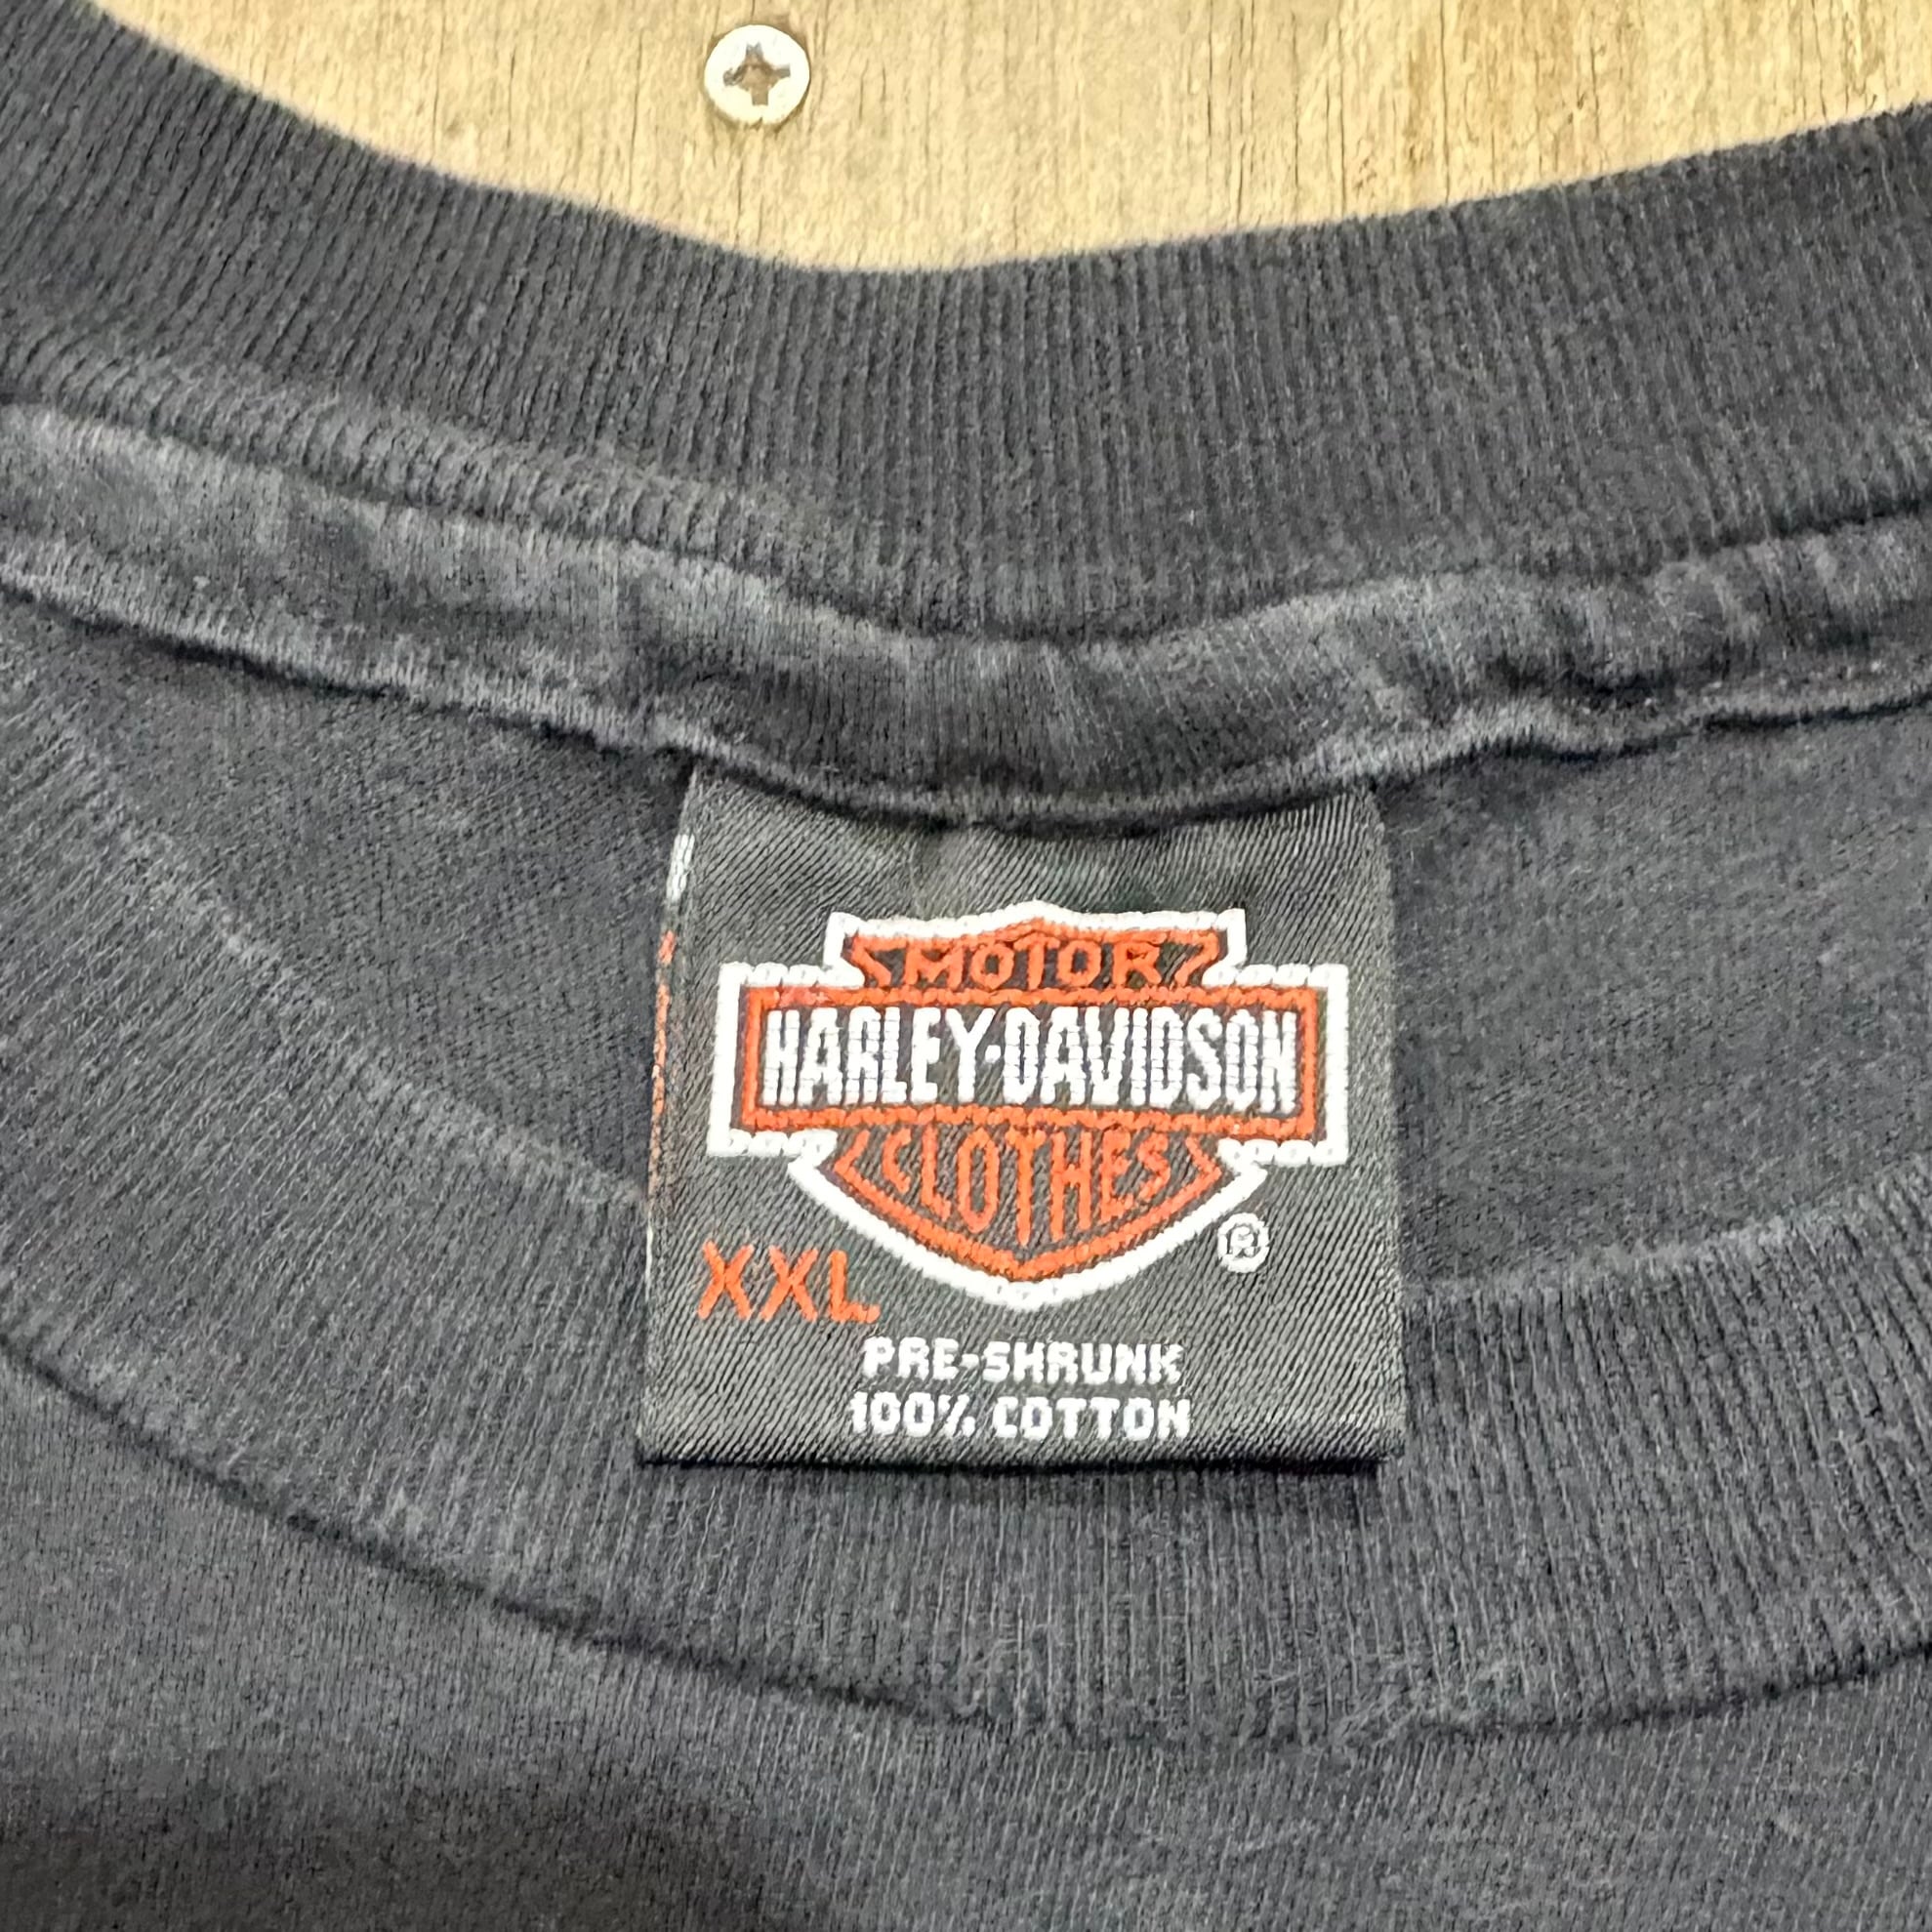 MOTOR
HARLEY-DAVIDSON
CLOTHES
®
XXL
PRE-SHRUNK
100% COTTON